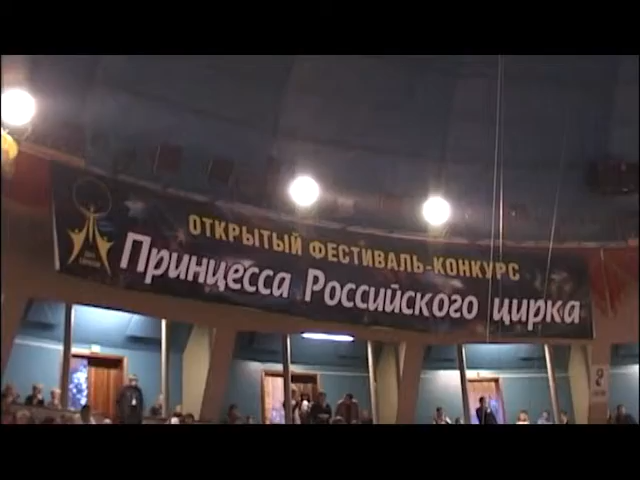 ОТКРЫТЫЙ ФЕСТИВАЛЬ-КОНКУРС
Принцесса Российского цирка